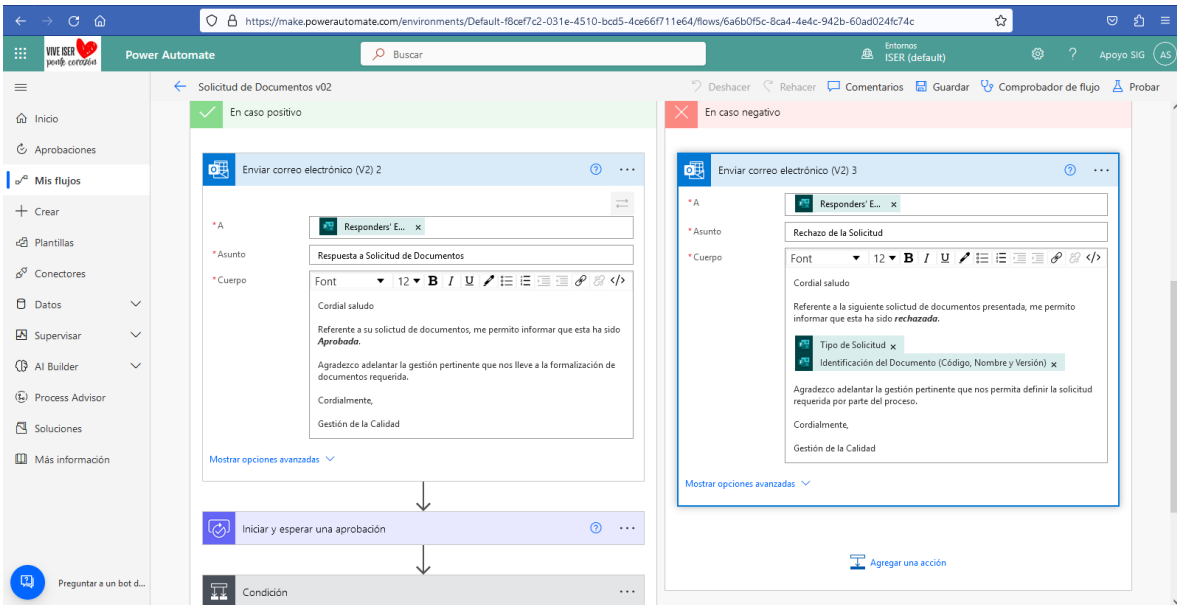 https://make.powerautomate.com/environments/Default-f8cef7c2-031e-4510-bcd5-4ce66f711e64/flows/6a6b0f5c-8ca4-4e4c-942b-60ad024fc74c
VIVE ISER
ponte corazón
Power Automate
Buscar
Entornos
ISER (default)
?
Apoyo SIG
AS
Solicitud de Documentos v02
Deshacer
Rehacer
Comentarios
Guardar
Comprobador de flujo
Probar
Inicio
Aprobaciones
Mis flujos
Crear
Plantillas
Conectores
Datos
Supervisar
AI Builder
Process Advisor
Soluciones
Más información
Preguntar a un bot d...
En caso positivo
Enviar correo electrónico (V2) 2
*A
Responders' E... x
*Asunto
Respuesta a Solicitud de Documentos
*Cuerpo
Font 12 B I U </>
Cordial saludo
Referente a su solictud de documentos, me permito informar que esta ha sido
Aprobada.
Agradezco adelantar la gestión pertinente que nos lleve a la formalización de
documentos requerida.
Cordialmente,
Gestión de la Calidad
Mostrar opciones avanzadas
Iniciar y esperar una aprobación
Condición
En caso negativo
Enviar correo electrónico (V2) 3
*A
Responders' E... x
*Asunto
Rechazo de la Solicitud
*Cuerpo
Font 12 B I U </>
Cordial saludo
Referente a la siguiente solictud de documentos presentada, me permito
informar que esta ha sido rechazada.
Tipo de Solicitud x
Identificación del Documento (Código, Nombre y Versión) x
Agradezco adelantar la gestión pertinente que nos permita definir la solicitud
requerida por parte del proceso.
Cordialmente,
Gestión de la Calidad
Mostrar opciones avanzadas
Agregar una acción